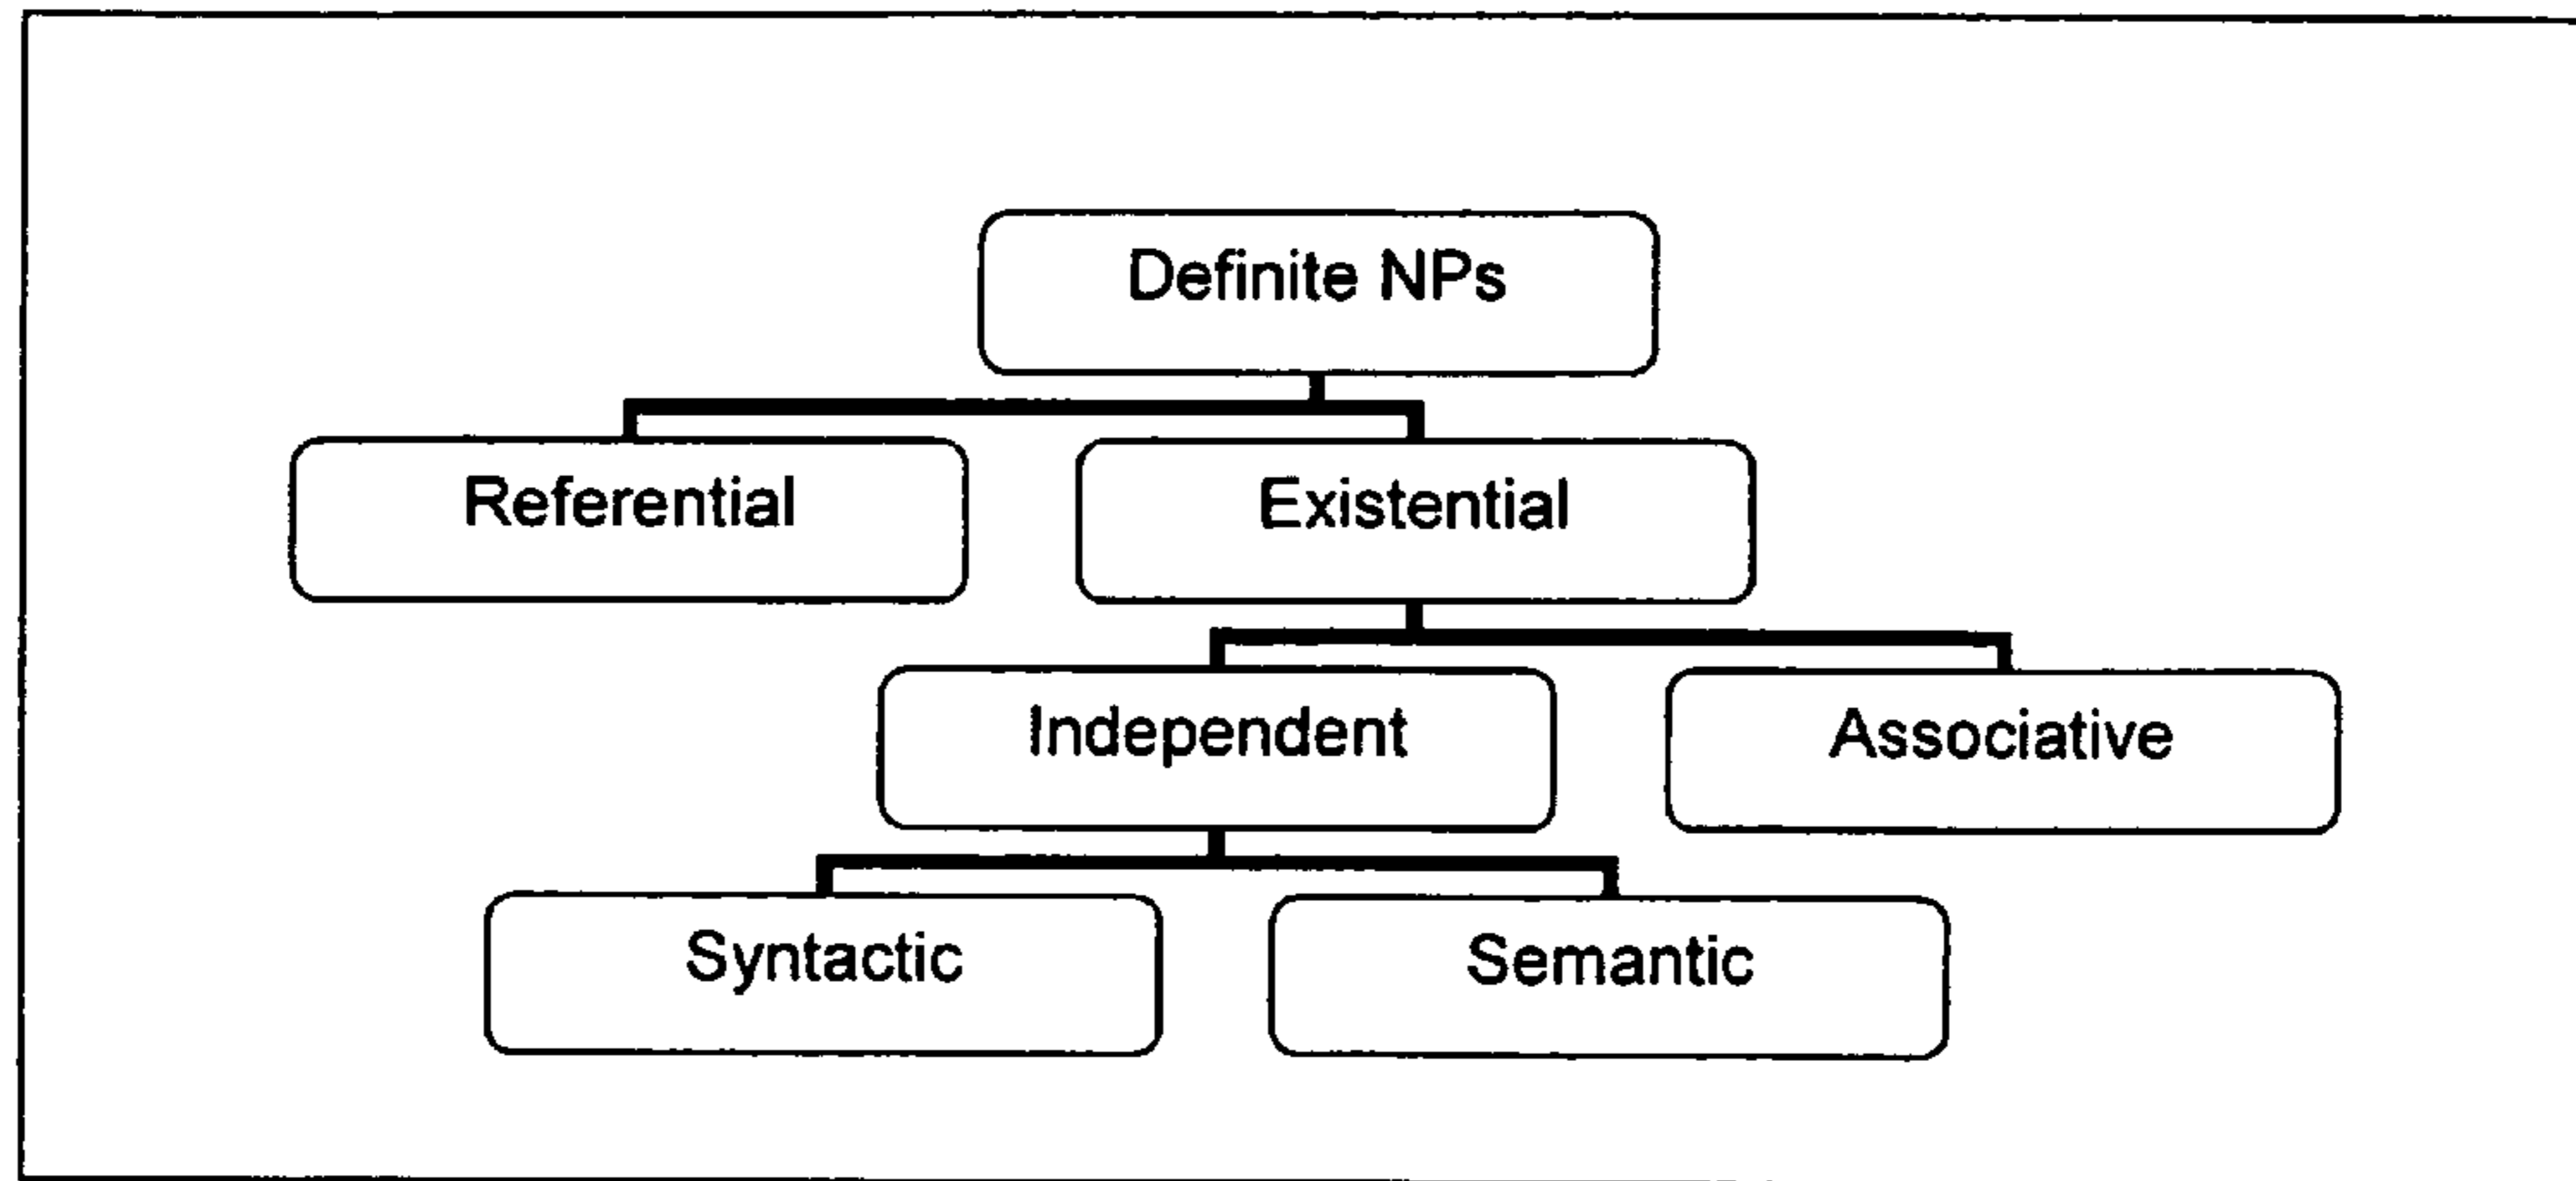 Definite NPs
Referential
Existential
Independent
Associative
Syntactic
Semantic